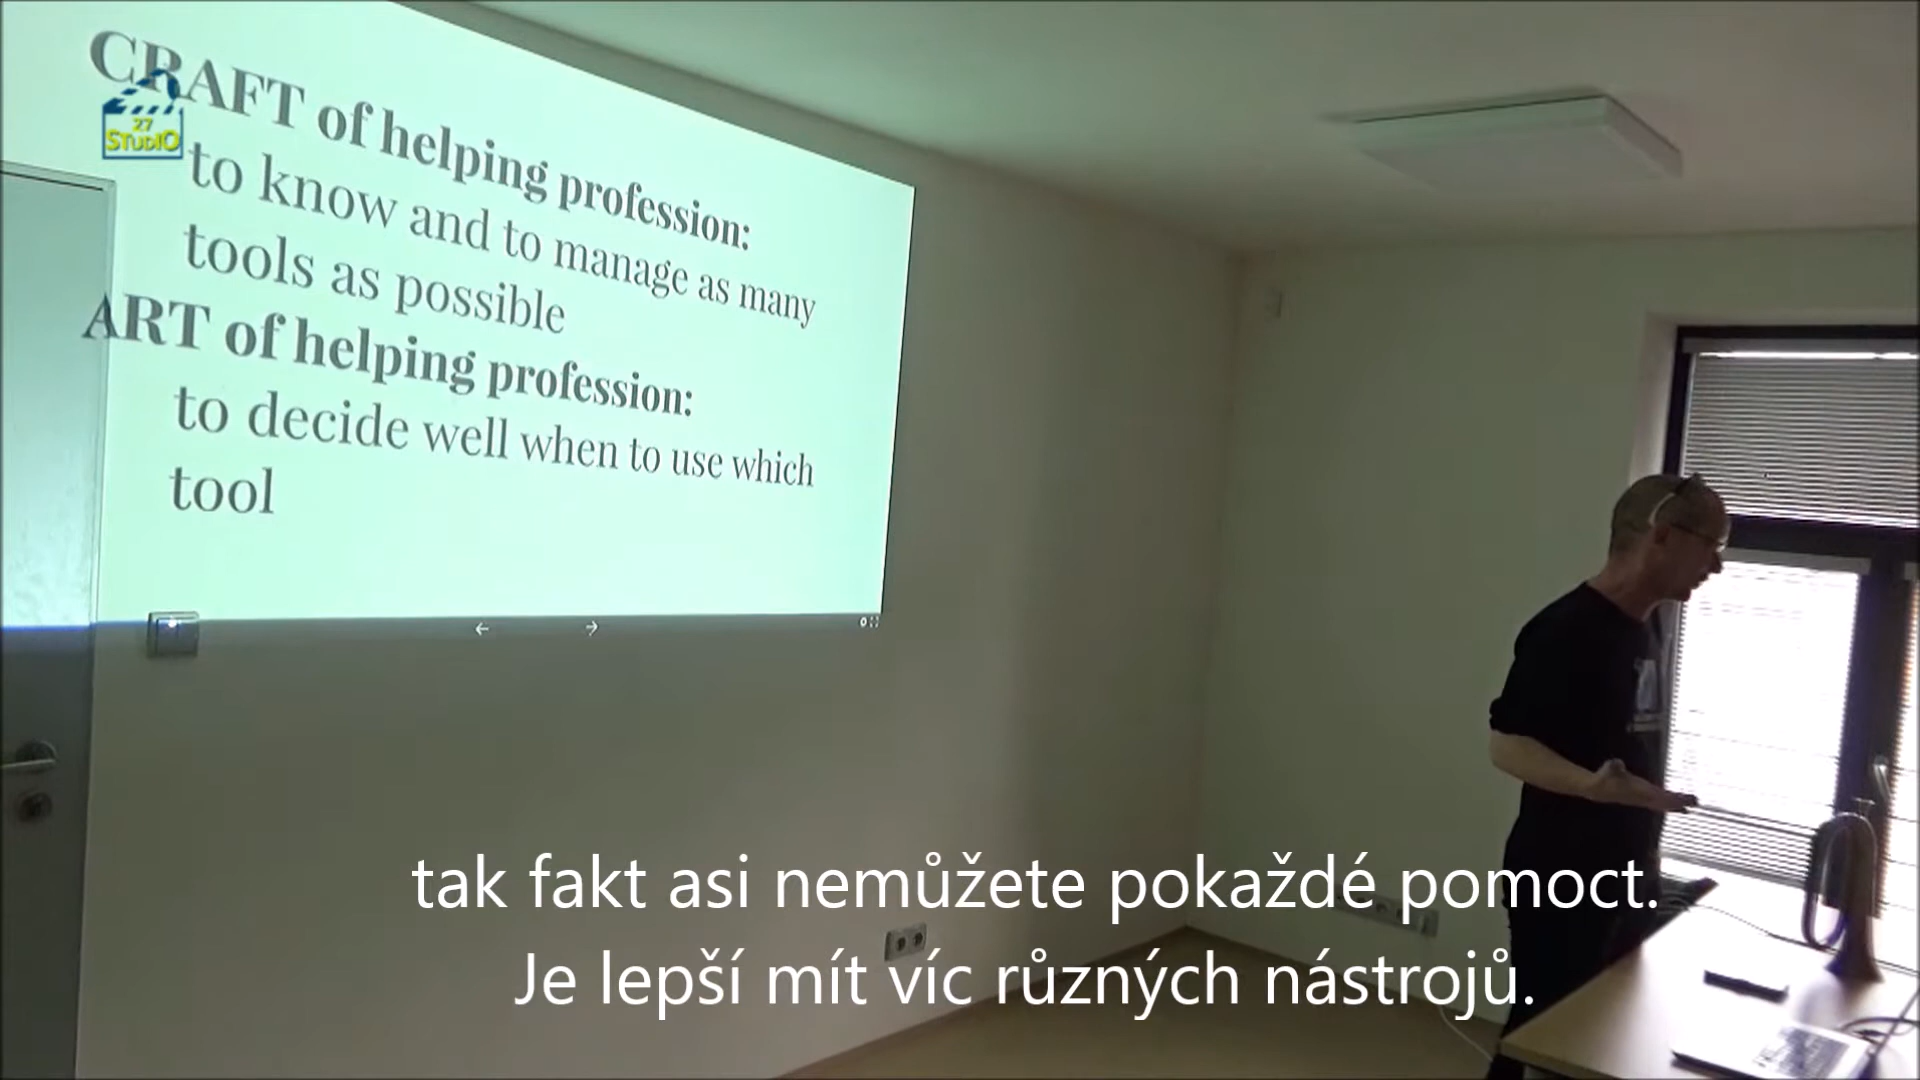 CRAFT of helping profession:
to know and to manage as many
tools as possible
ART of helping profession:
to decide well when to use which
tool
27
STUDIO
tak fakt asi nemůžete pokaždé pomoct.
Je lepší mít víc různých nástrojů.